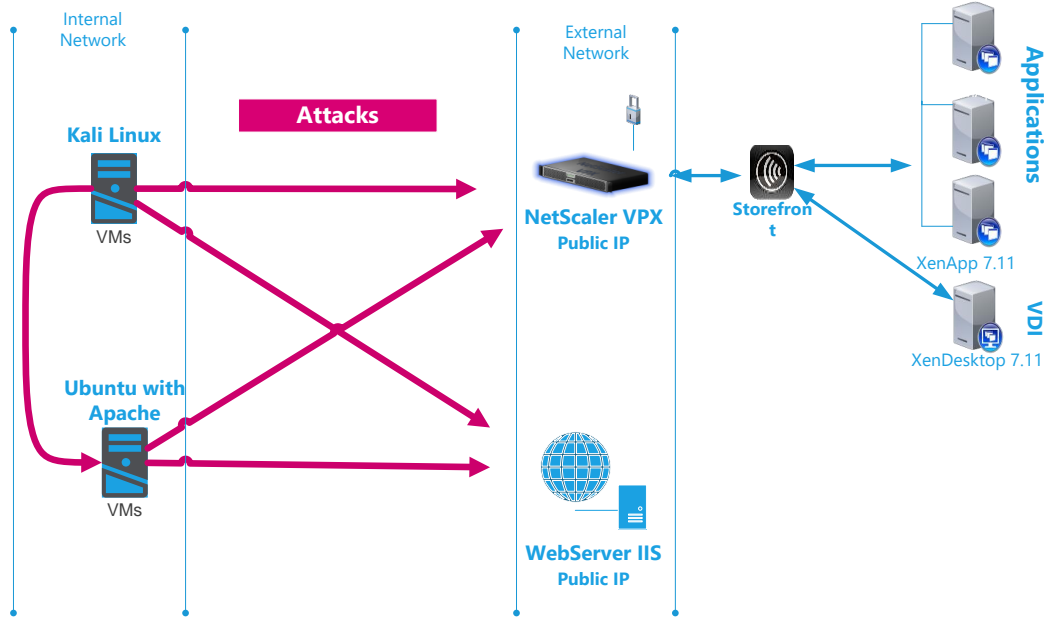 Internal
Network
External
Network
Attacks
Kali Linux
VMs
NetScaler VPX
Public IP
Storefron
t
Applications
XenApp 7.11
VDI
XenDesktop 7.11
Ubuntu with
Apache
VMs
WebServer IIS
Public IP